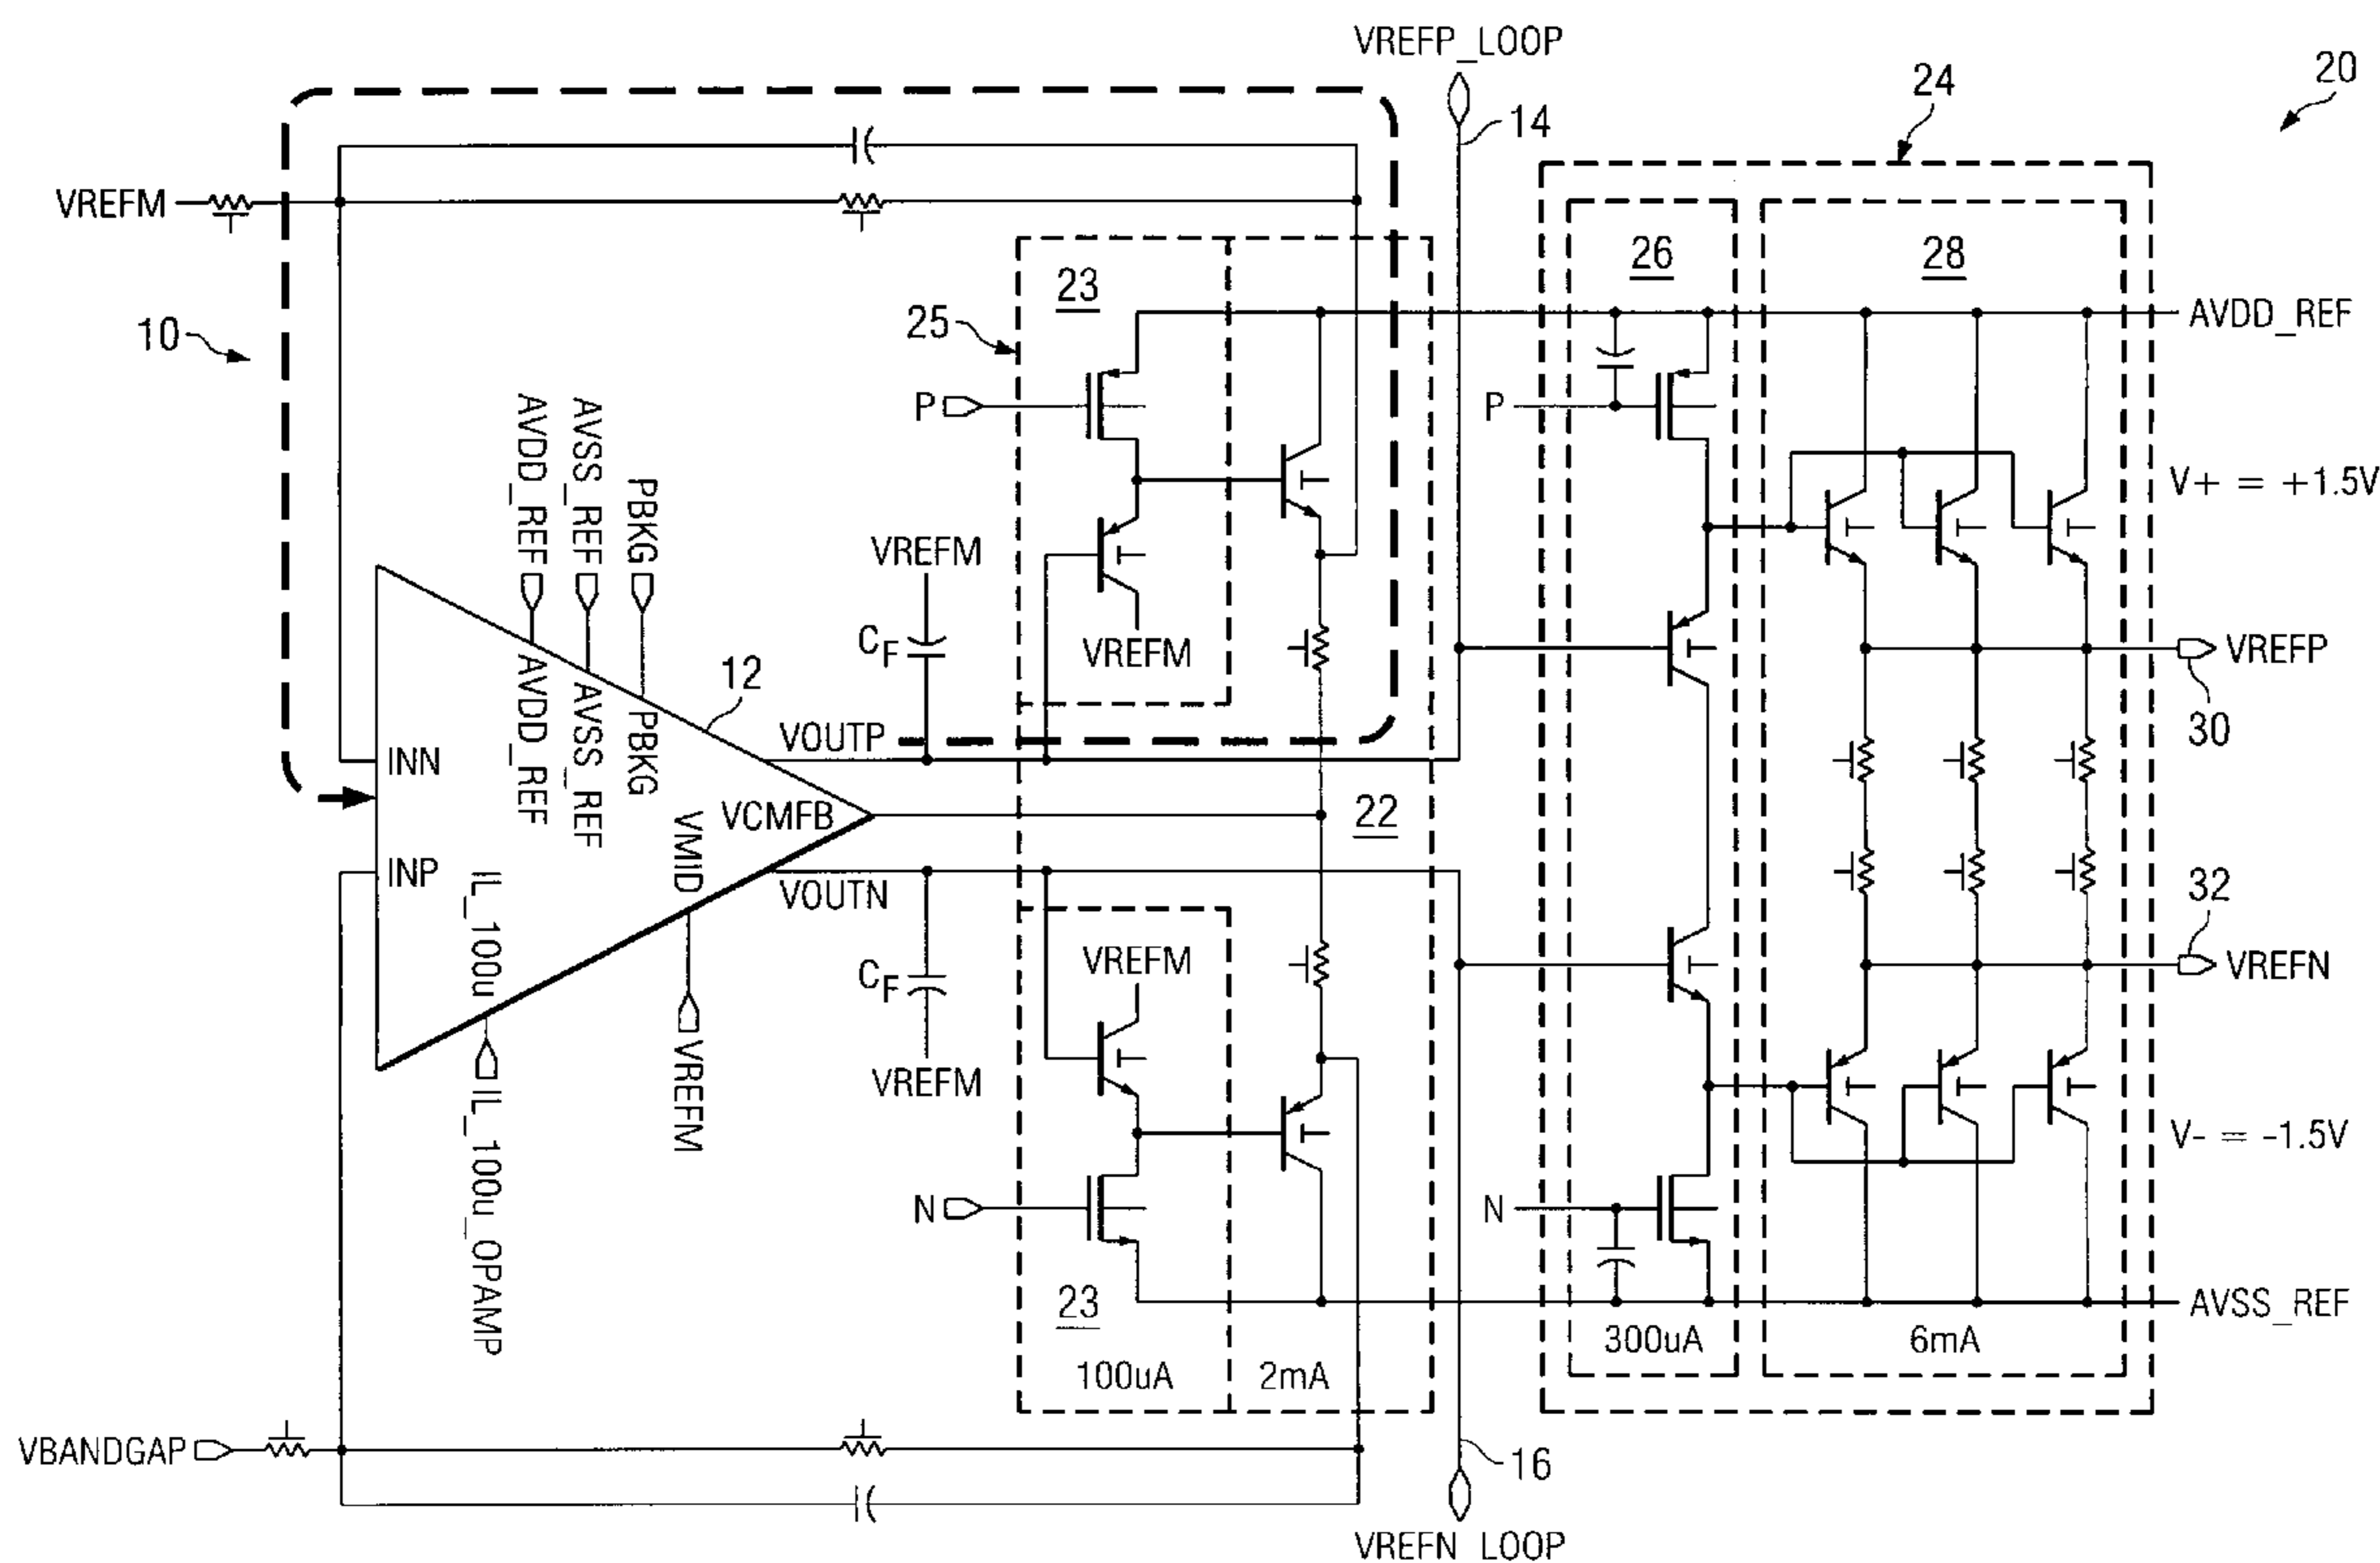 VREFP_LOOP
20
24
14
VREFM
26
28
23
25
10
AVDD_REF
P
P
AVDD_REF
AVSS_REF
PBKG
V+ = +1.5V
VREFM
CF
VREFM
12
VREFP
30
AVDD_REF
AVSS_REF
PBKG
VOUTP
INN
VCMFB
22
VMID
INP
IL_100u
VOUTN
32
VREFM
CF
VREFN
VREFM
VREFM
IL_100u_OPAMP
V- = -1.5V
N
N
23
AVSS_REF
300uA
6mA
100uA
2mA
VBANDGAP
16
VREFN_LOOP